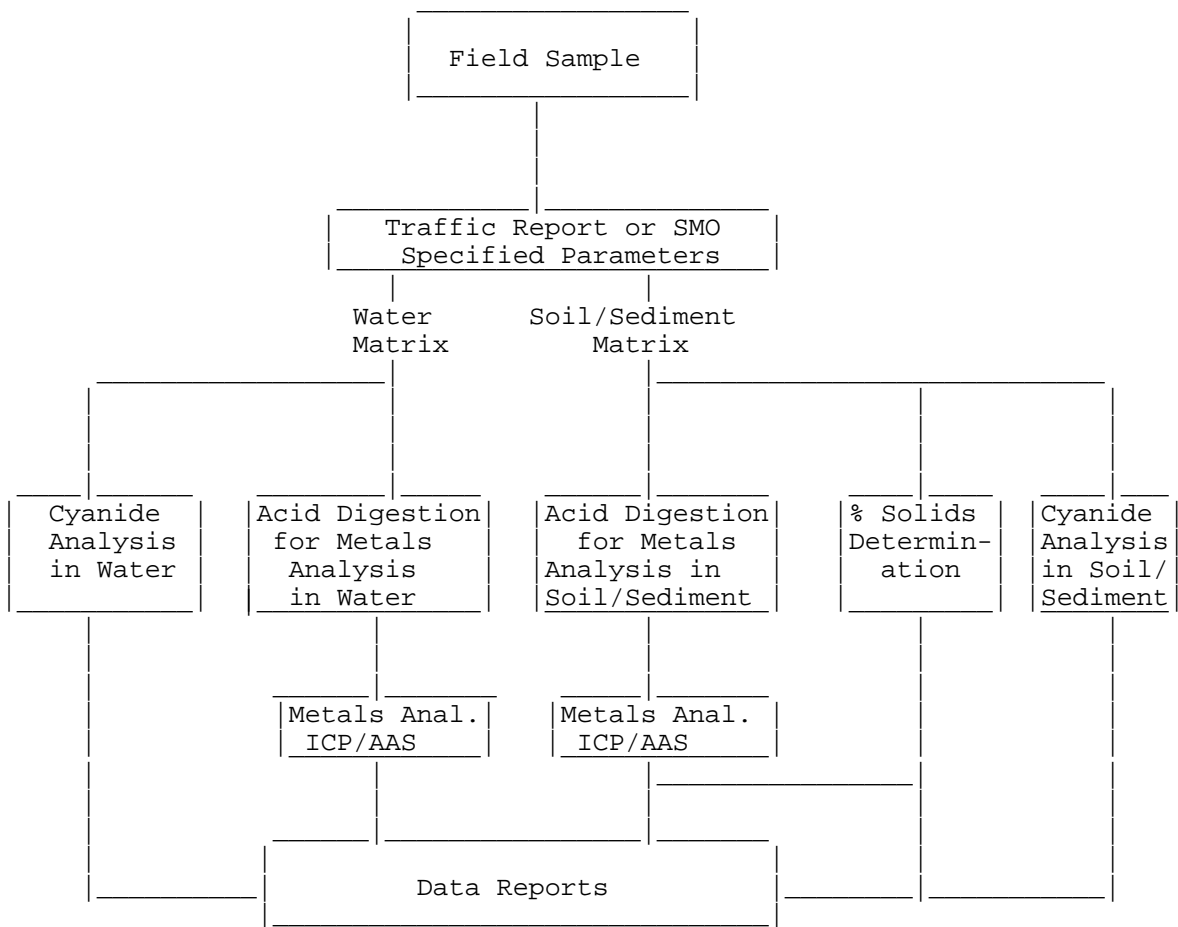 Field Sample
Traffic Report or SMO
Specified Parameters
Water
Matrix
Soil/Sediment
Matrix
Cyanide
Analysis
in Water
Acid Digestion
for Metals
Analysis
in Water
Acid Digestion
for Metals
Analysis in
Soil/Sediment
% Solids
Determin-
ation
Cyanide
Analysis
in Soil/
Sediment
Metals Anal.
ICP/AAS
Metals Anal.
ICP/AAS
Data Reports